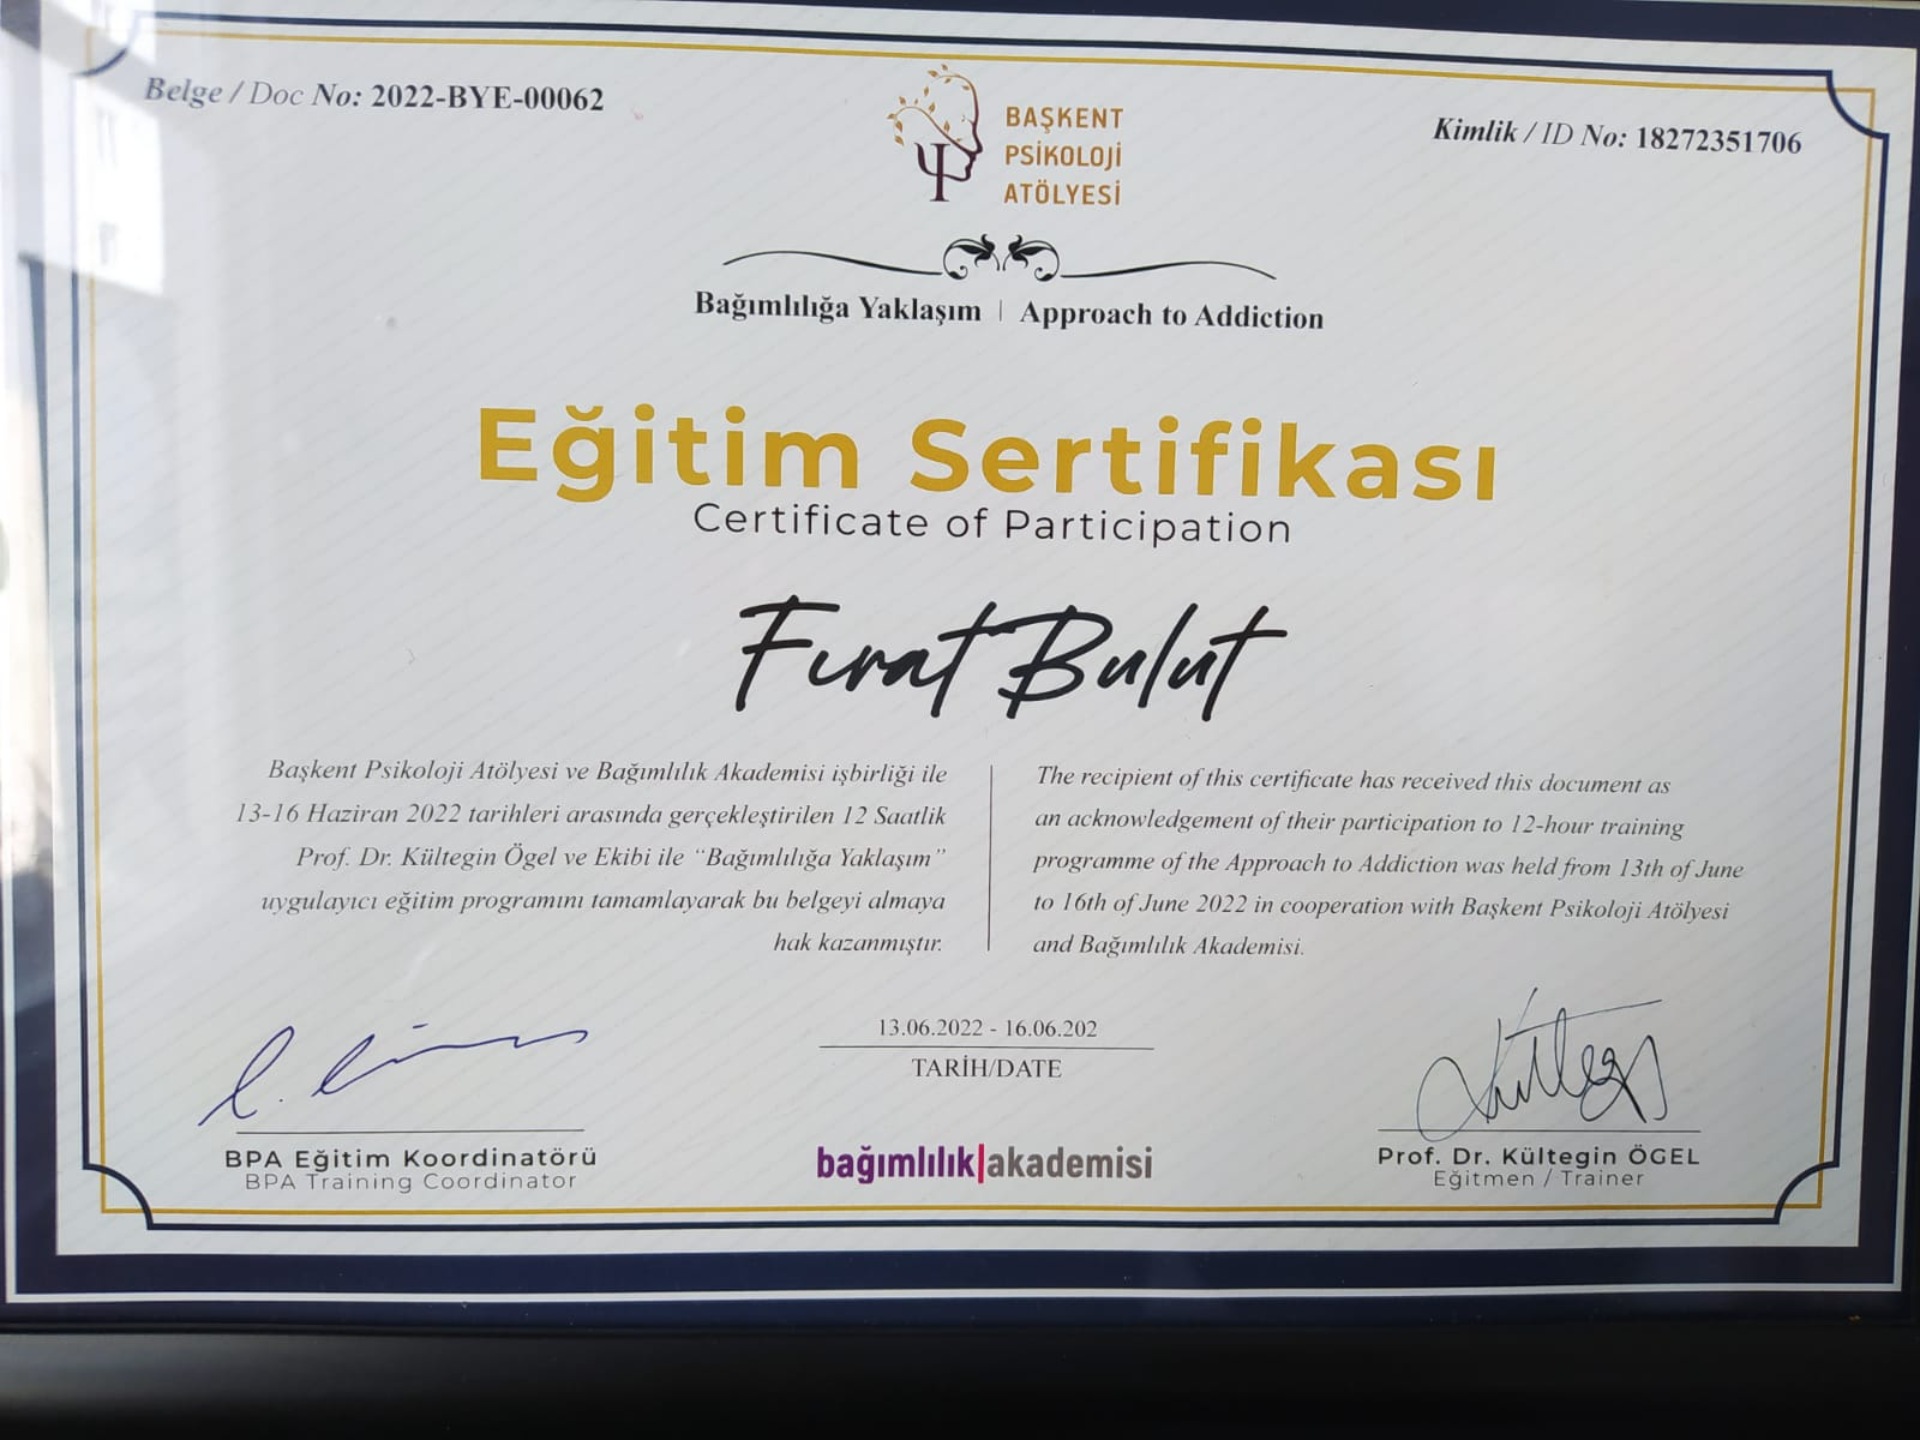 Belge / Doc No: 2022-BYE-00062
BAŞKENT
PSİKOLOJİ
ATÖLYESİ
Kimlik / ID No: 18272351706
Bağımlılığa Yaklaşım | Approach to Addiction
Eğitim Sertifikası
Certificate of Participation
Fırat Bulut
Başkent Psikoloji Atölyesi ve Bağımlılık Akademisi işbirliği ile
13-16 Haziran 2022 tarihleri arasında gerçekleştirilen 12 Saatlik
Prof. Dr. Kültegin Ögel ve Ekibi ile “Bağımlılığa Yaklaşım”
uygulayıcı eğitim programını tamamlayarak bu belgeyi almaya
hak kazanmıştır.
The recipient of this certificate has received this document as
an acknowledgement of their participation to 12-hour training
programme of the Approach to Addiction was held from 13th of June
to 16th of June 2022 in cooperation with Başkent Psikoloji Atölyesi
and Bağımlılık Akademisi.
13.06.2022 - 16.06.202
TARİH/DATE
BPA Eğitim Koordinatörü
BPA Training Coordinator
bağımlılık|akademisi
Prof. Dr. Kültegin ÖGEL
Eğitmen / Trainer